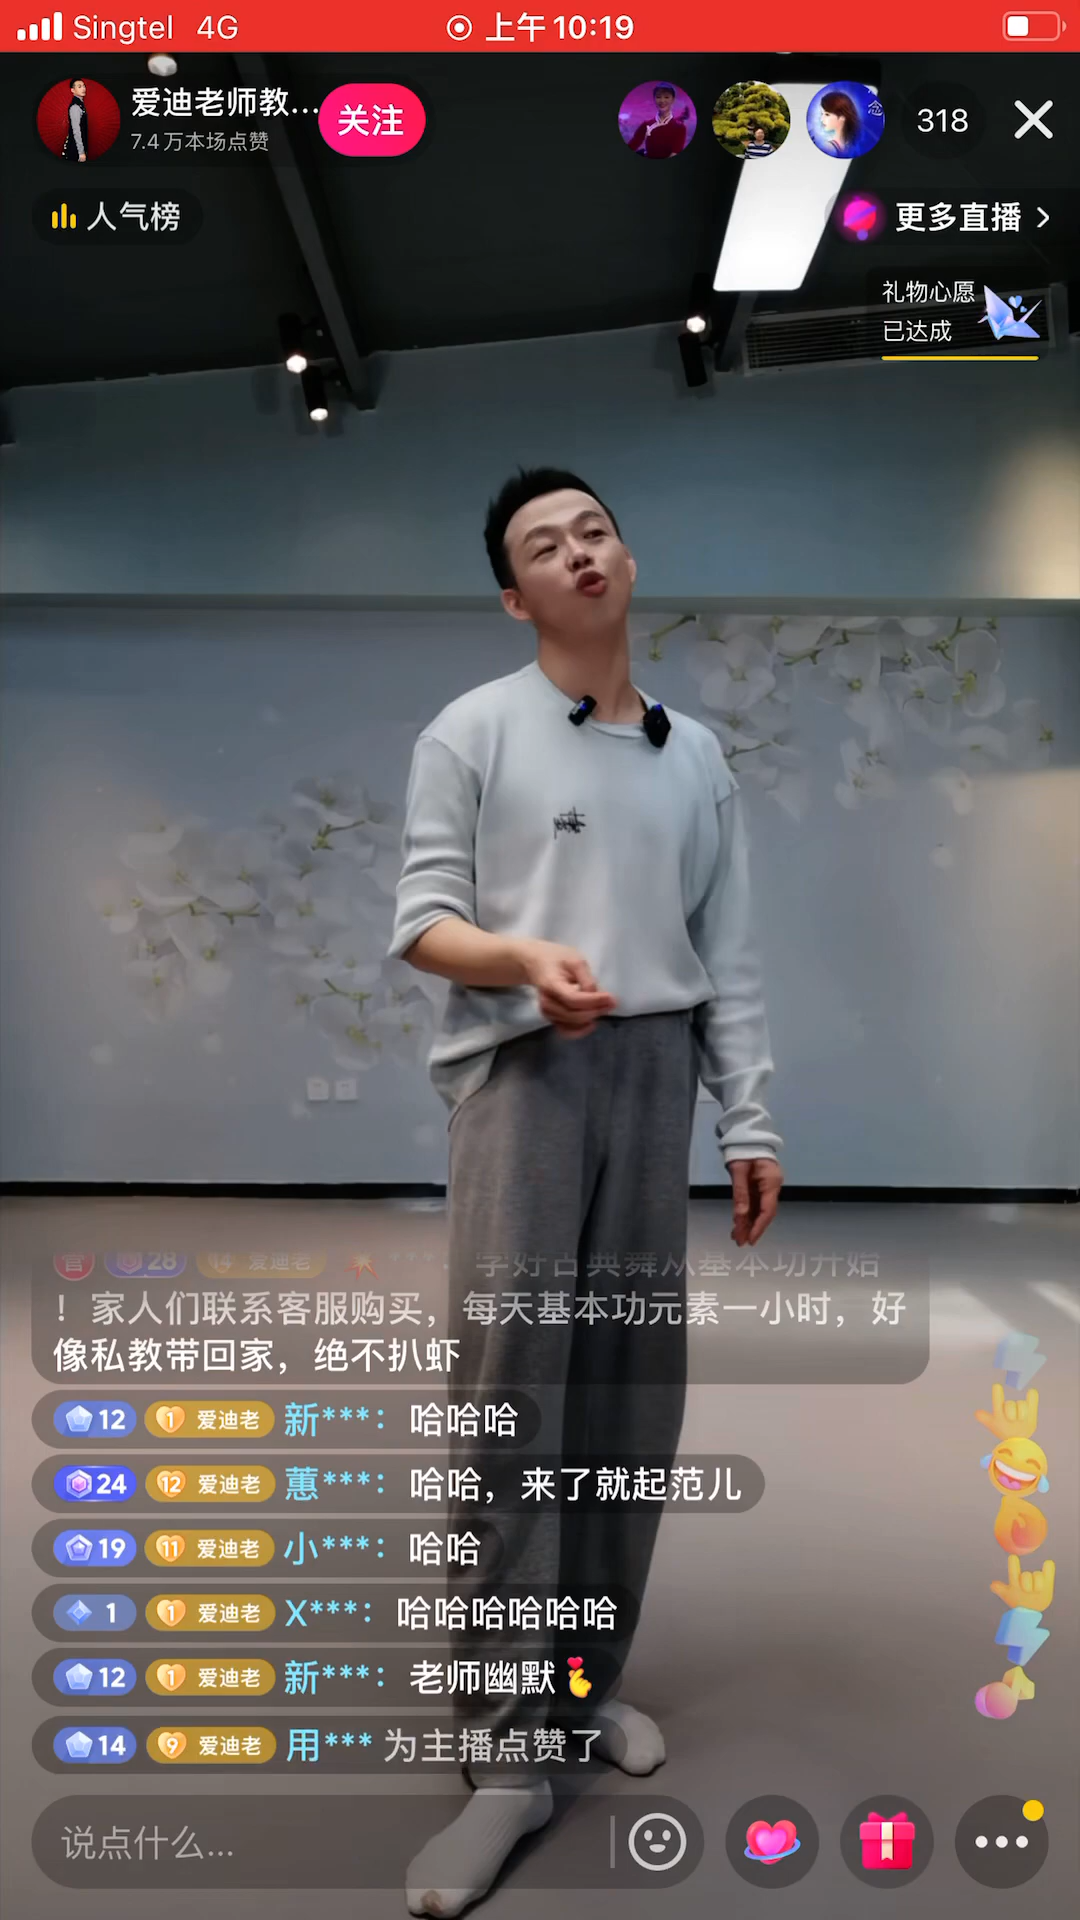 Singtel 4G
上午10:19
爱迪老师教...
关注
7.4万本场点赞
318
人气榜
更多直播
礼物心愿
已达成
管 28 14 爱迪老 ***：学好古典舞从基本功开始
！家人们联系客服购买，每天基本功元素一小时，好
像私教带回家，绝不扒虾
12 1 爱迪老 新***：哈哈哈
24 12 爱迪老 蕙***：哈哈，来了就起范儿
19 11 爱迪老 小***：哈哈
1 1 爱迪老 X***：哈哈哈哈哈哈
12 1 爱迪老 新***：老师幽默
14 9 爱迪老 用*** 为主播点赞了
说点什么...